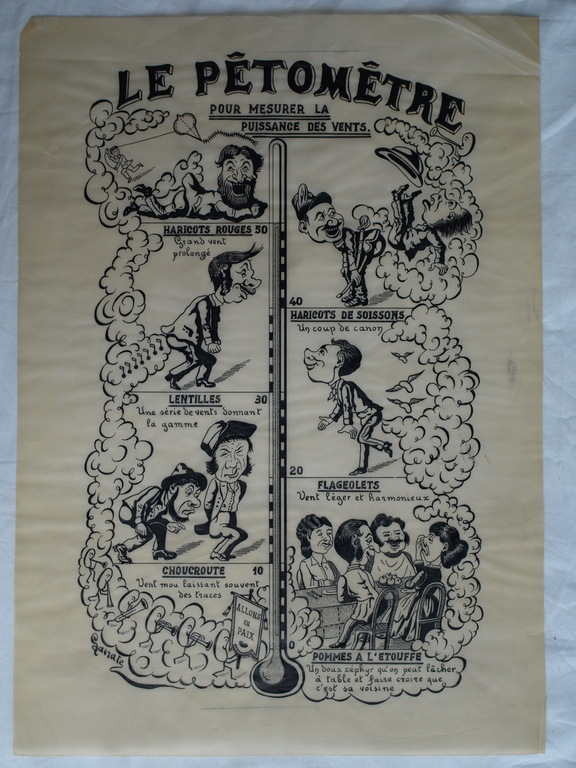 LE PÊTOMÊTRE
POUR MESURER LA
PUISSANCE DES VENTS.
HARICOTS ROUGES 50
Grand vent
prolongé
40
HARICOTS DE SOISSONS
Un coup de canon
LENTILLES 30
Une série de vents donnant
la gamme
20
FLAGEOLETS
Vent léger et harmonieux
CHOUCROUTE 10
Vent mou laissant souvent
des traces
ALLONS
EN
PAIX
0
POMMES A L'ETOUFFE
Un doux zéphyr qu'on peut lâcher
à table et faire croire que
c'est sa voisine